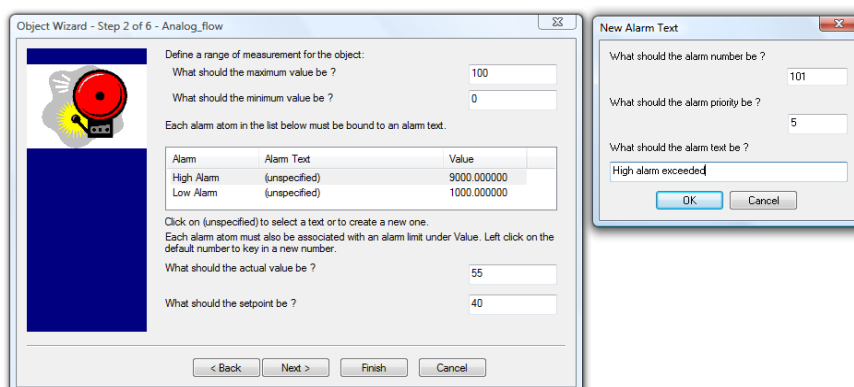 Object Wizard - Step 2 of 6 - Analog_flow
Define a range of measurement for the object:
What should the maximum value be ?
100
What should the minimum value be ?
0
Each alarm atom in the list below must be bound to an alarm text.
Alarm Alarm Text Value
High Alarm (unspecified) 9000.000000
Low Alarm (unspecified) 1000.000000
Click on (unspecified) to select a text or to create a new one.
Each alarm atom must also be associated with an alarm limit under Value. Left click on the
default number to key in a new number.
What should the actual value be ?
55
What should the setpoint be ?
40
< Back Next > Finish Cancel
New Alarm Text
What should the alarm number be ?
101
What should the alarm priority be ?
5
What should the alarm text be ?
High alarm exceeded
OK Cancel